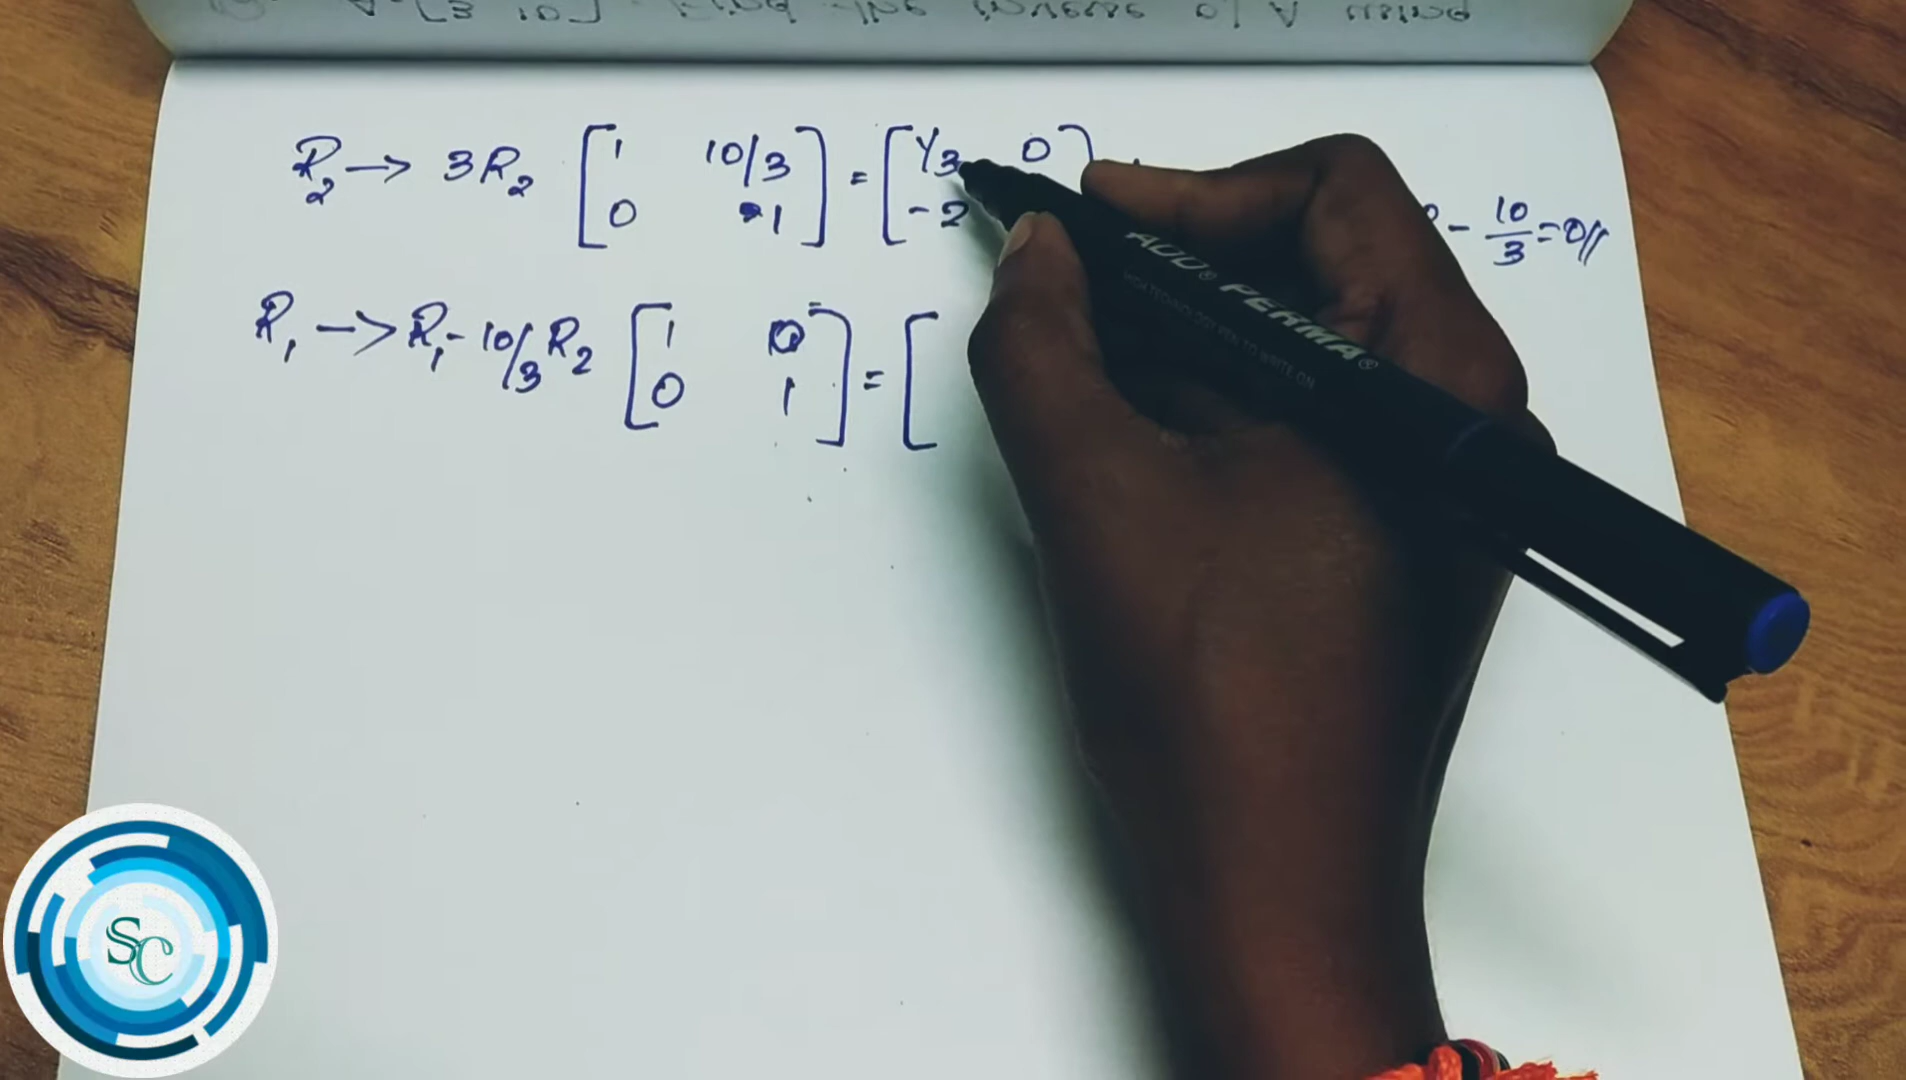 R₂ → 3R₂ [1 10/3] = [1/3 0]
[0 1] [-2
- 10/3 = 0//
R₁ → R₁ - 10/3 R₂ [1 0] = [
[0 1]
ADD® PERMA®
SC